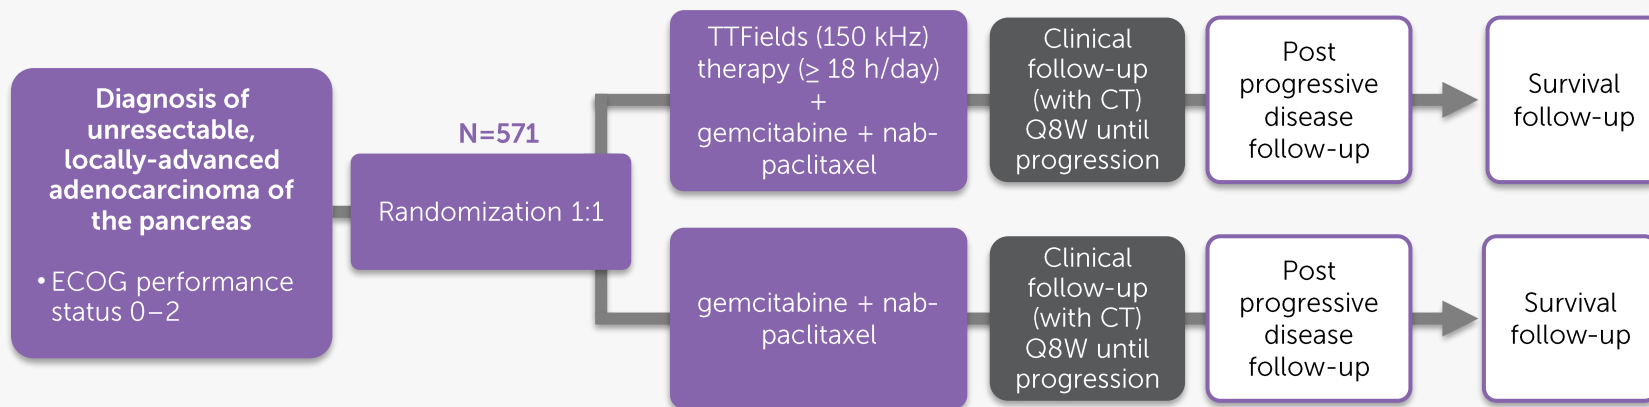 Diagnosis of
unresectable,
locally-advanced
adenocarcinoma of
the pancreas
• ECOG performance
status 0–2
N=571
Randomization 1:1
TTFields (150 kHz)
therapy (≥ 18 h/day)
+
gemcitabine + nab-
paclitaxel
Clinical
follow-up
(with CT)
Q8W until
progression
Post
progressive
disease
follow-up
Survival
follow-up
gemcitabine + nab-
paclitaxel
Clinical
follow-up
(with CT)
Q8W until
progression
Post
progressive
disease
follow-up
Survival
follow-up